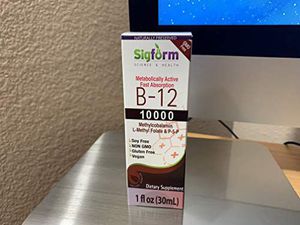 NATURALLY PRESERVED
Sigform
SCIENCE & HEALTH
Metabolically Active
Fast Absorption
B-12
10000
Methylcobalamin
L-Methyl Folate & P-5-P
Soy Free
NON GMO
Gluten Free
Vegan
Dietary Supplement
1 fl oz (30mL)